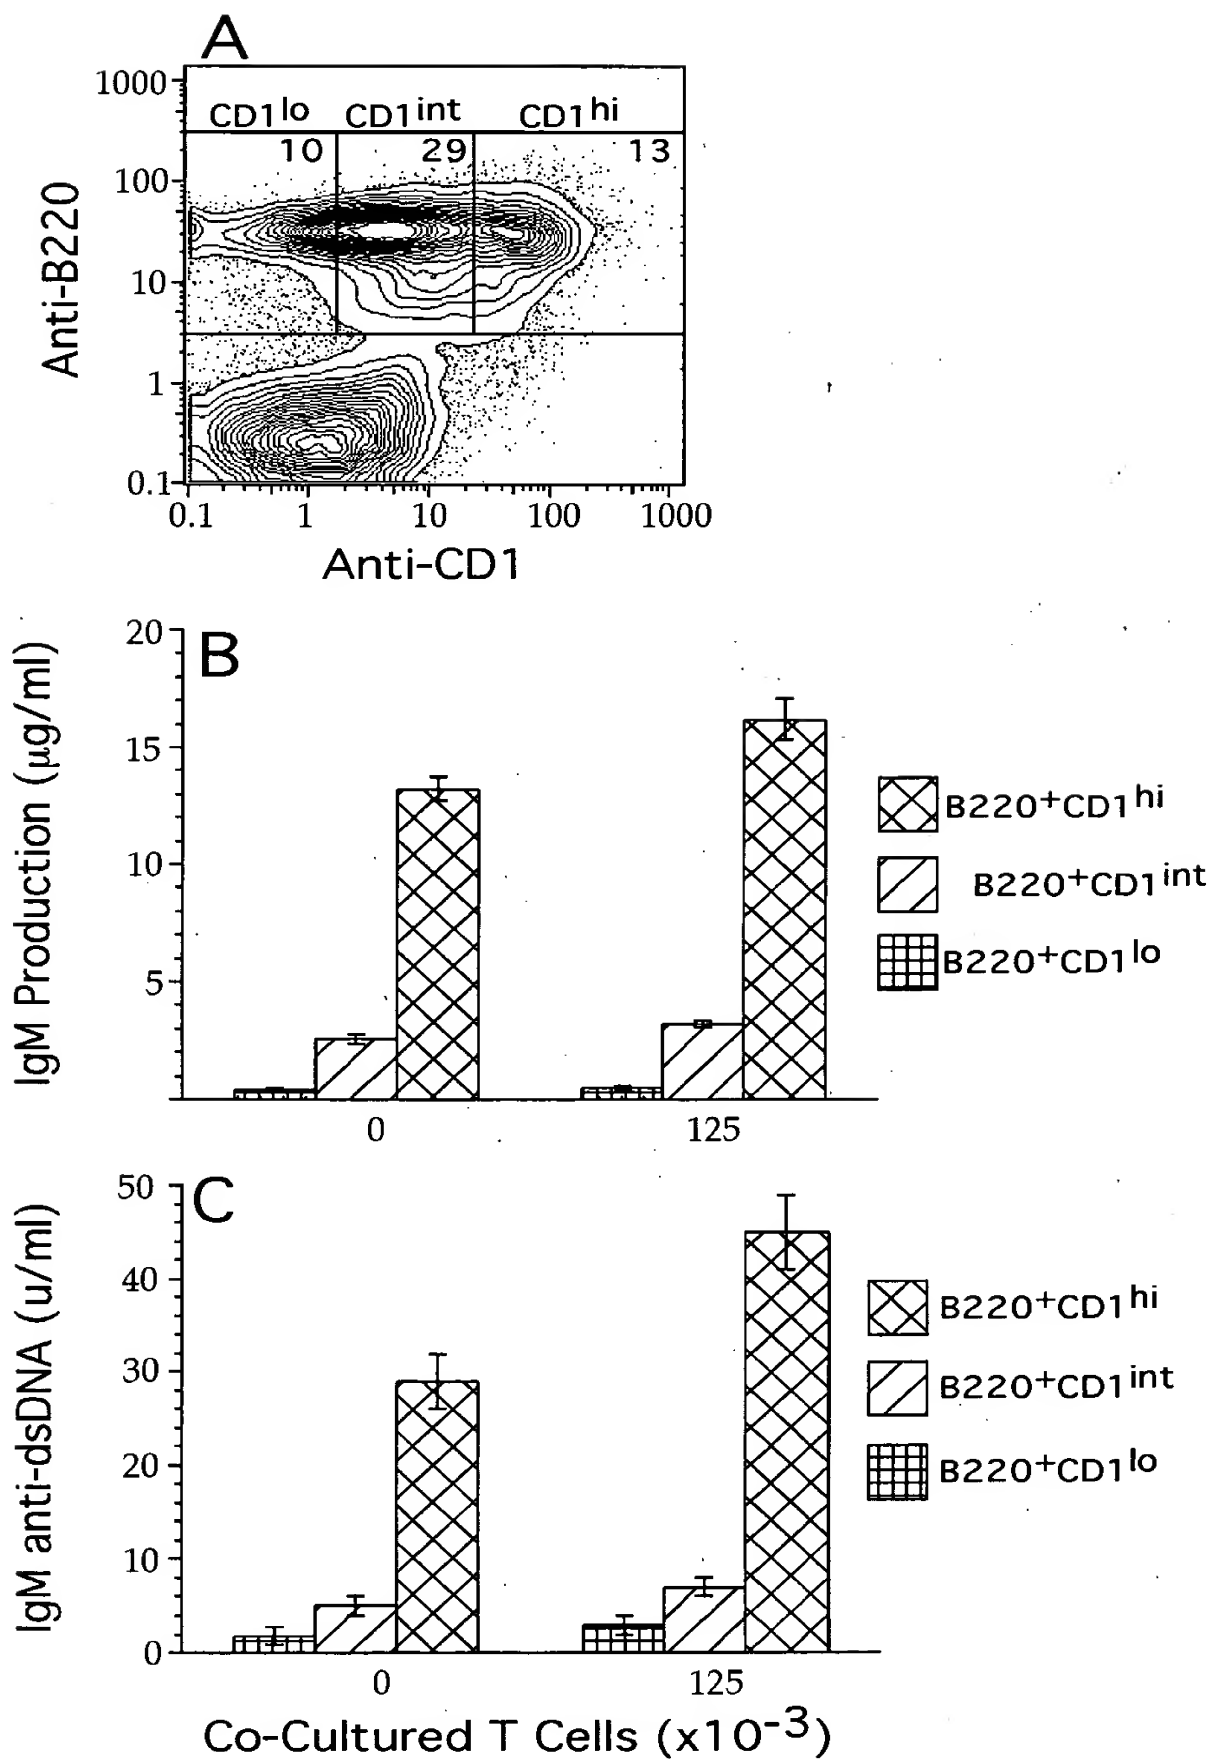 A
1000
CD1lo CD1int CD1hi
10 29 13
100
10
1
0.1
Anti-B220
0.1 1 10 100 1000
Anti-CD1
B
20
15
10
5
IgM Production (μg/ml)
B220+CD1hi
B220+CD1int
B220+CD1lo
0 125
C
50
40
30
20
10
0
IgM anti-dsDNA (u/ml)
B220+CD1hi
B220+CD1int
B220+CD1lo
0 125
Co-Cultured T Cells (x10-3)